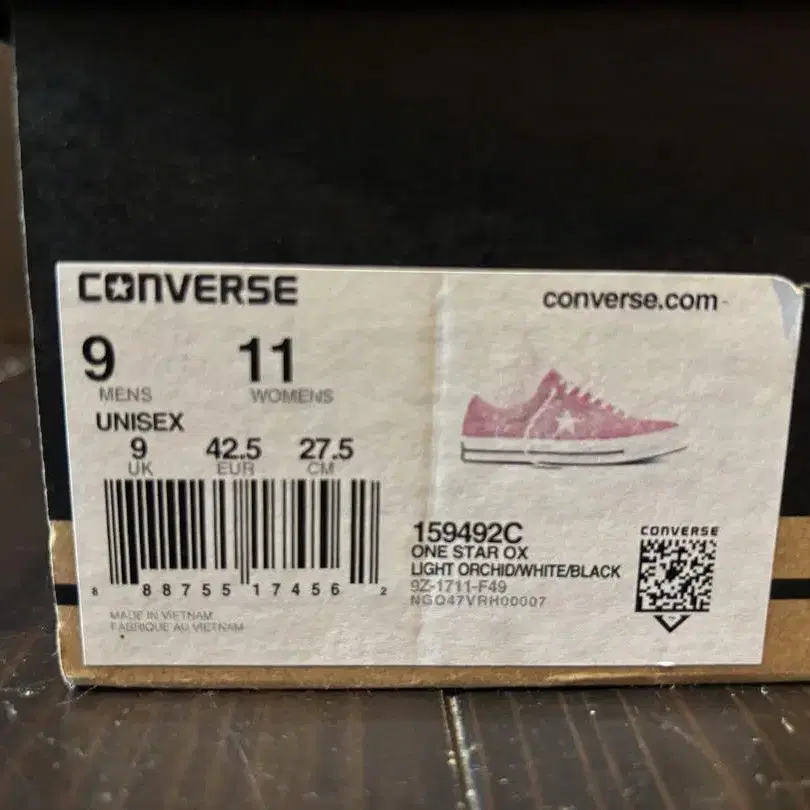 CONVERSE
converse.com
9 11
MENS WOMENS
UNISEX
9 42.5 27.5
UK EUR CM
8 88755 17456 2
MADE IN VIETNAM
FABRIQUE AU VIETNAM
159492C
ONE STAR OX
LIGHT ORCHID/WHITE/BLACK
9Z-1711-F49
NGQ47VRH00007
CONVERSE